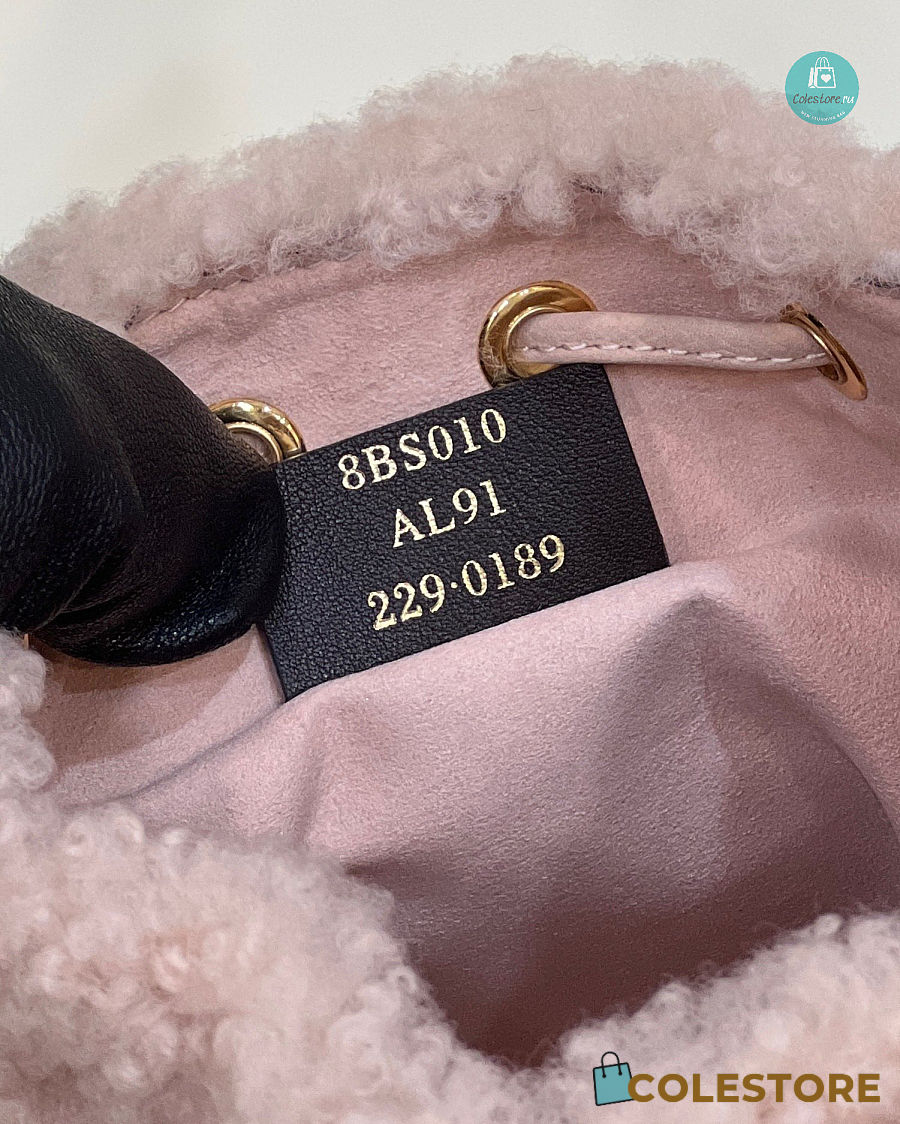 Colestore.ru
8BS010
AL91
229·0189
COLESTORE